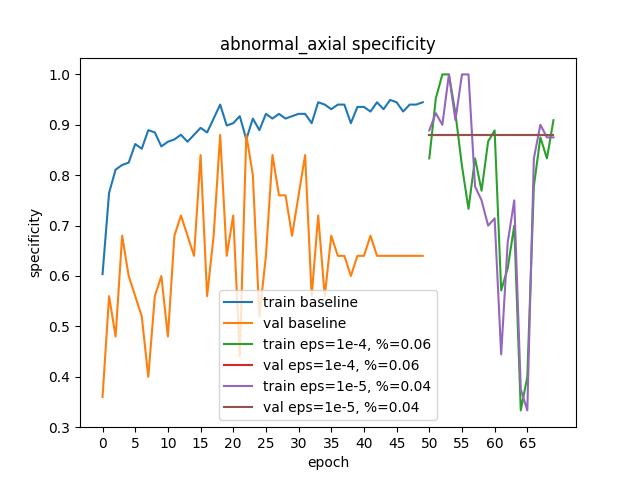 abnormal_axial specificity
specificity
1.0
0.9
0.8
0.7
0.6
0.5
0.4
0.3
train baseline
val baseline
train eps=1e-4, %=0.06
val eps=1e-4, %=0.06
train eps=1e-5, %=0.04
val eps=1e-5, %=0.04
0 5 10 15 20 25 30 35 40 45 50 55 60 65
epoch